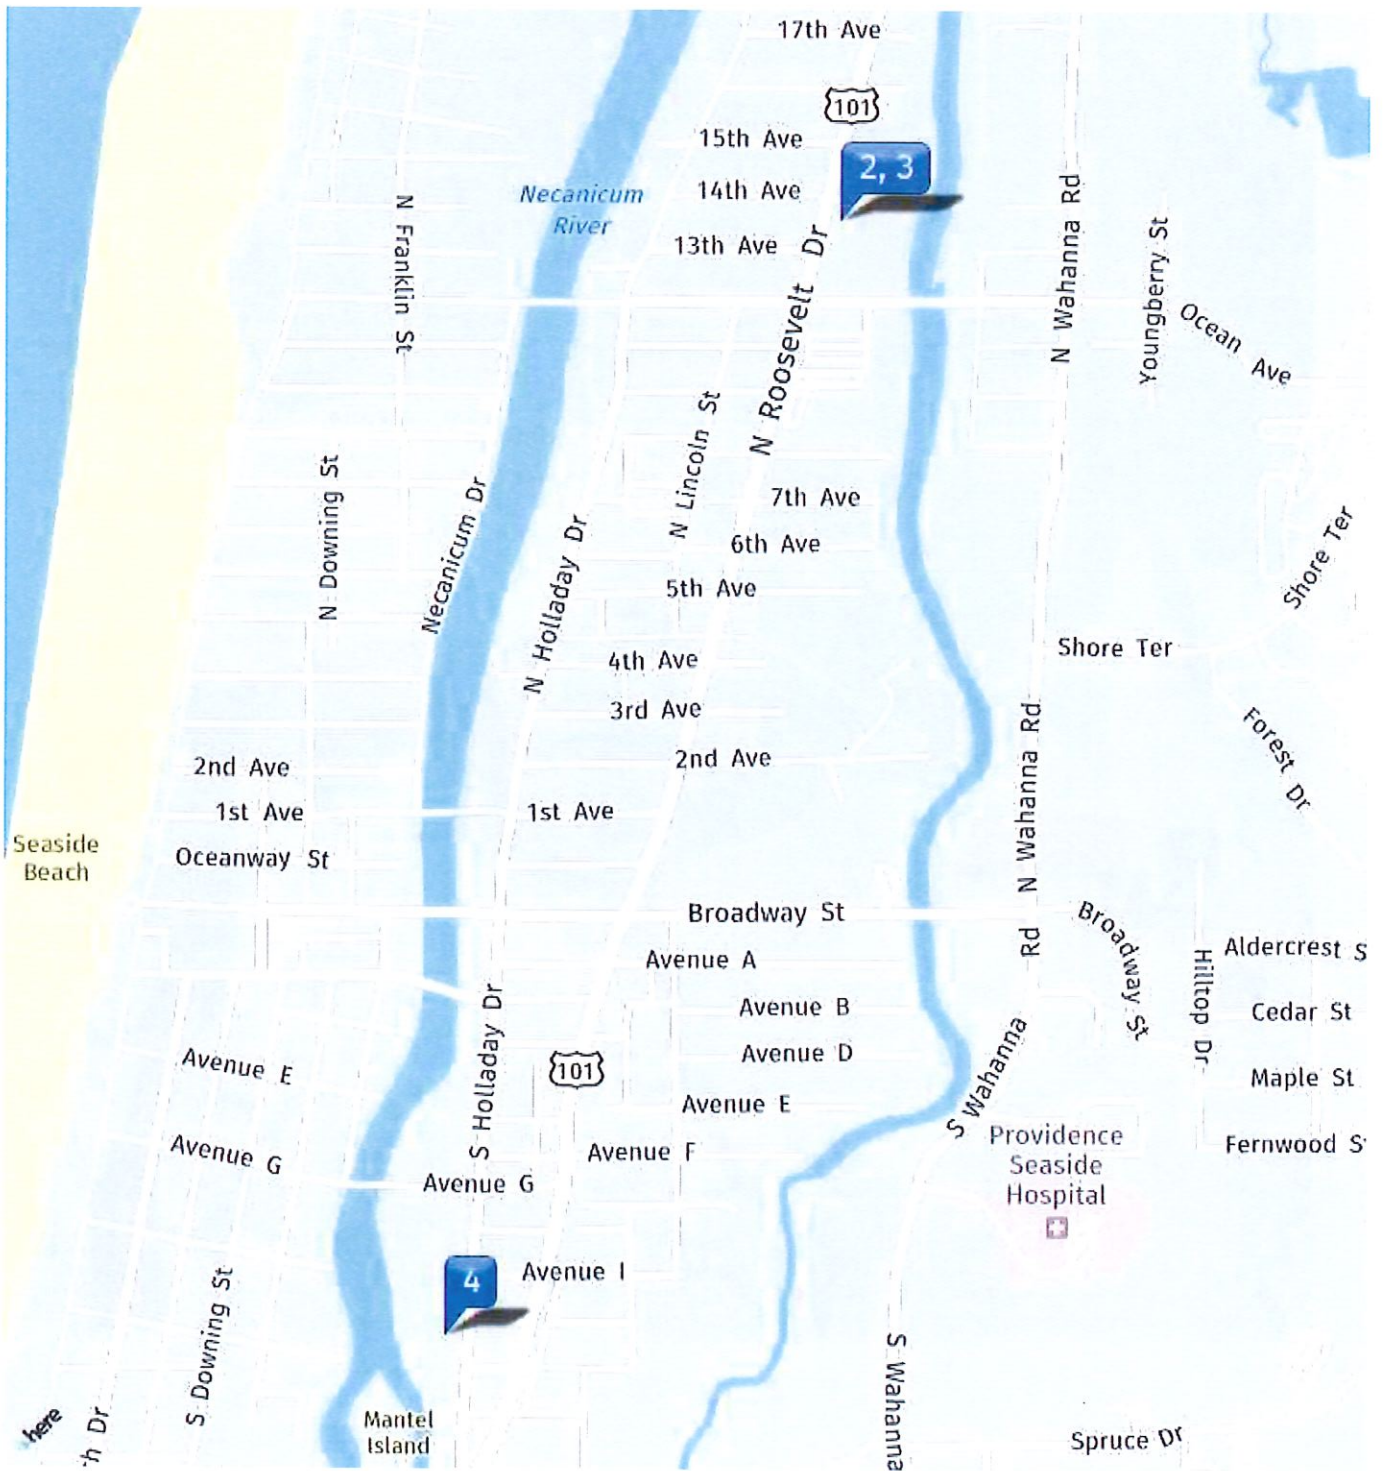 17th Ave
101
15th Ave
2, 3
Necanicum
River
14th Ave
N Franklin St
13th Ave
N Wahanna Rd
Youngberry St
N Roosevelt Dr
Ocean Ave
N Lincoln St
N Downing St
Necanicum Dr
7th Ave
N Holladay Dr
6th Ave
Shore Ter
5th Ave
4th Ave
Shore Ter
3rd Ave
N Wahanna Rd
Forest Dr
2nd Ave
2nd Ave
1st Ave
1st Ave
Seaside
Beach
Oceanway St
Broadway St
Broadway St
Rd
Avenue A
Hilltop Dr
Aldercrest S
Avenue B
Cedar St
S Holladay Dr
Avenue D
S Wahanna
Avenue E
101
Maple St
Avenue E
Providence
Seaside
Hospital
Avenue G
Avenue F
Fernwood S
Avenue G
4
Avenue I
S Downing St
S Wahanna
here
h Dr
Mantel
Island
Spruce Dr